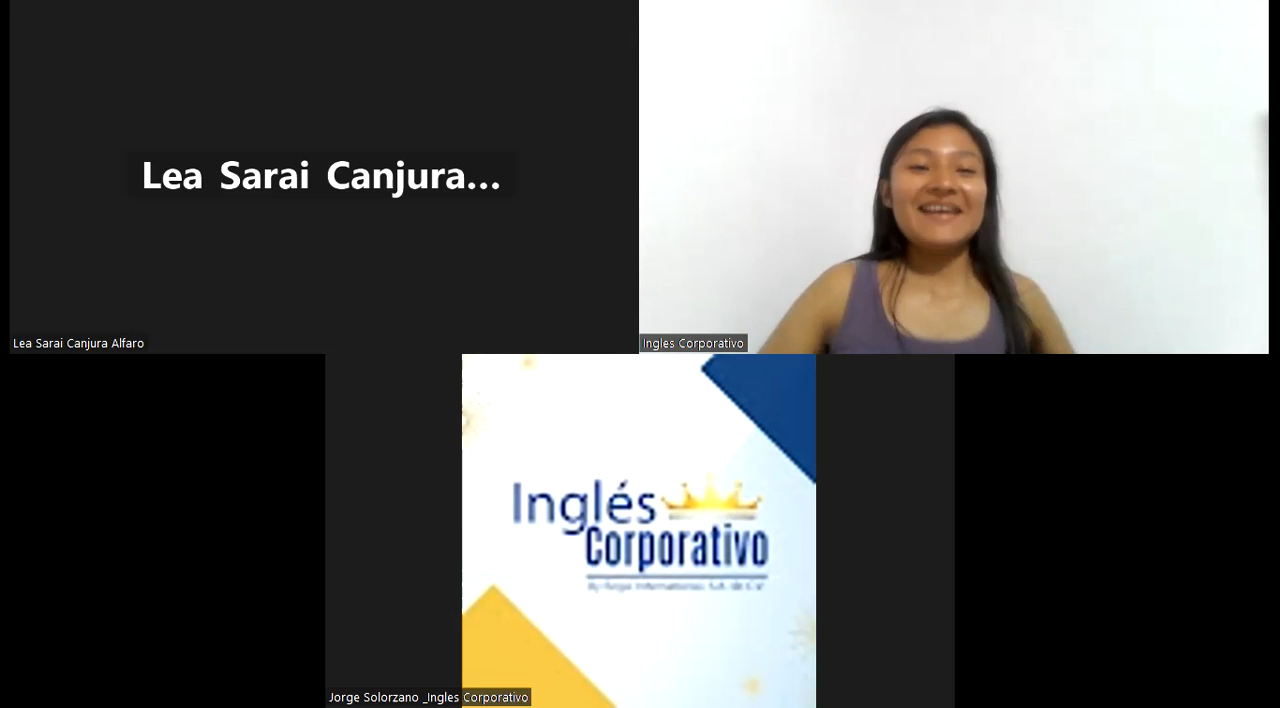 Lea Sarai Canjura...
Lea Sarai Canjura Alfaro
Ingles Corporativo
Inglés
Corporativo
Jorge Solorzano _Ingles Corporativo